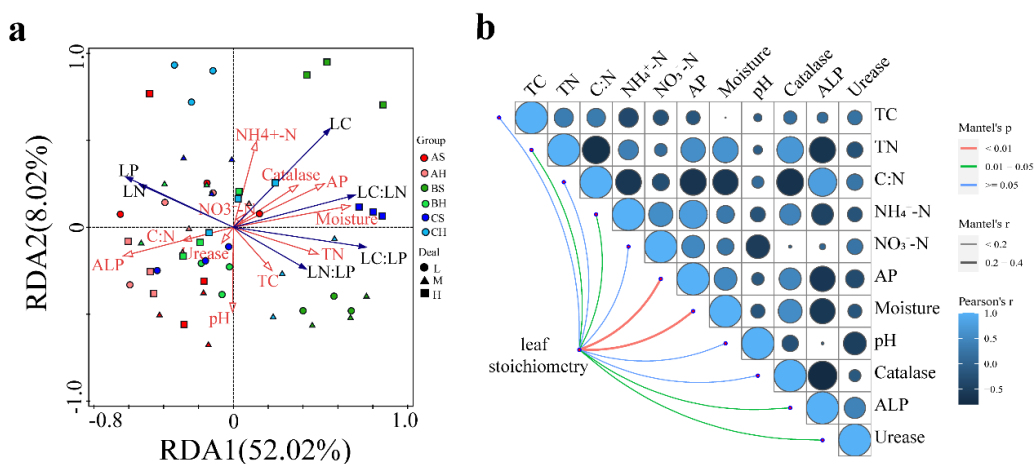 a
RDA2(8.02%)
1.0
0
-1.0
-0.8
0
1.0
RDA1(52.02%)
LC
NH4+-N
Catalase
AP
LP
LN
LC:LN
NO3--N
Moisture
C:N
Urease
LC:LP
ALP
TN
LN:LP
TC
pH
Group
AS
AH
BS
BH
CS
CH
Deal
L
M
H
b
TC
TN
C:N
NH₄⁺-N
NO₃⁻-N
AP
Moisture
pH
Catalase
ALP
Urease
TC
TN
C:N
NH₄⁻-N
NO₃-N
AP
Moisture
pH
Catalase
ALP
Urease
leaf
stoichiometry
Mantel's p
< 0.01
0.01 - 0.05
>= 0.05
Mantel's r
< 0.2
0.2 - 0.4
Pearson's r
1.0
0.5
0.0
−0.5